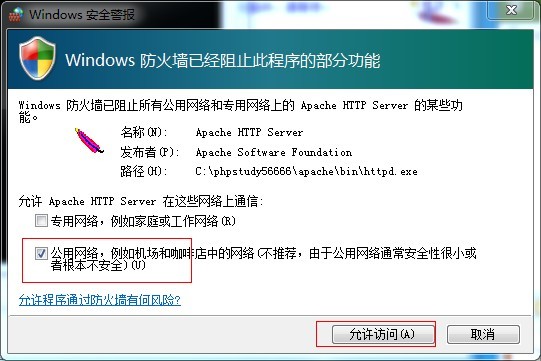 Windows 安全警报
Windows 防火墙已经阻止此程序的部分功能
Windows 防火墙已阻止所有公用网络和专用网络上的 Apache HTTP Server 的某些功
能。
名称(N): Apache HTTP Server
发布者(P): Apache Software Foundation
路径(H): C:\phpstudy56666\apache\bin\httpd.exe
允许 Apache HTTP Server 在这些网络上通信:
专用网络，例如家庭或工作网络(R)
公用网络，例如机场和咖啡店中的网络(不推荐，由于公用网络通常安全性很小或
者根本不安全)(U)
允许程序通过防火墙有何风险?
允许访问(A)
取消